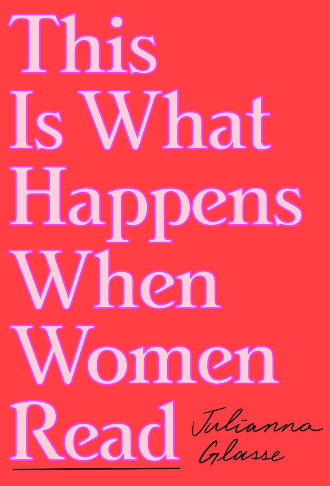 This
Is What
Happens
When
Women
Read
Julianna
Glasse